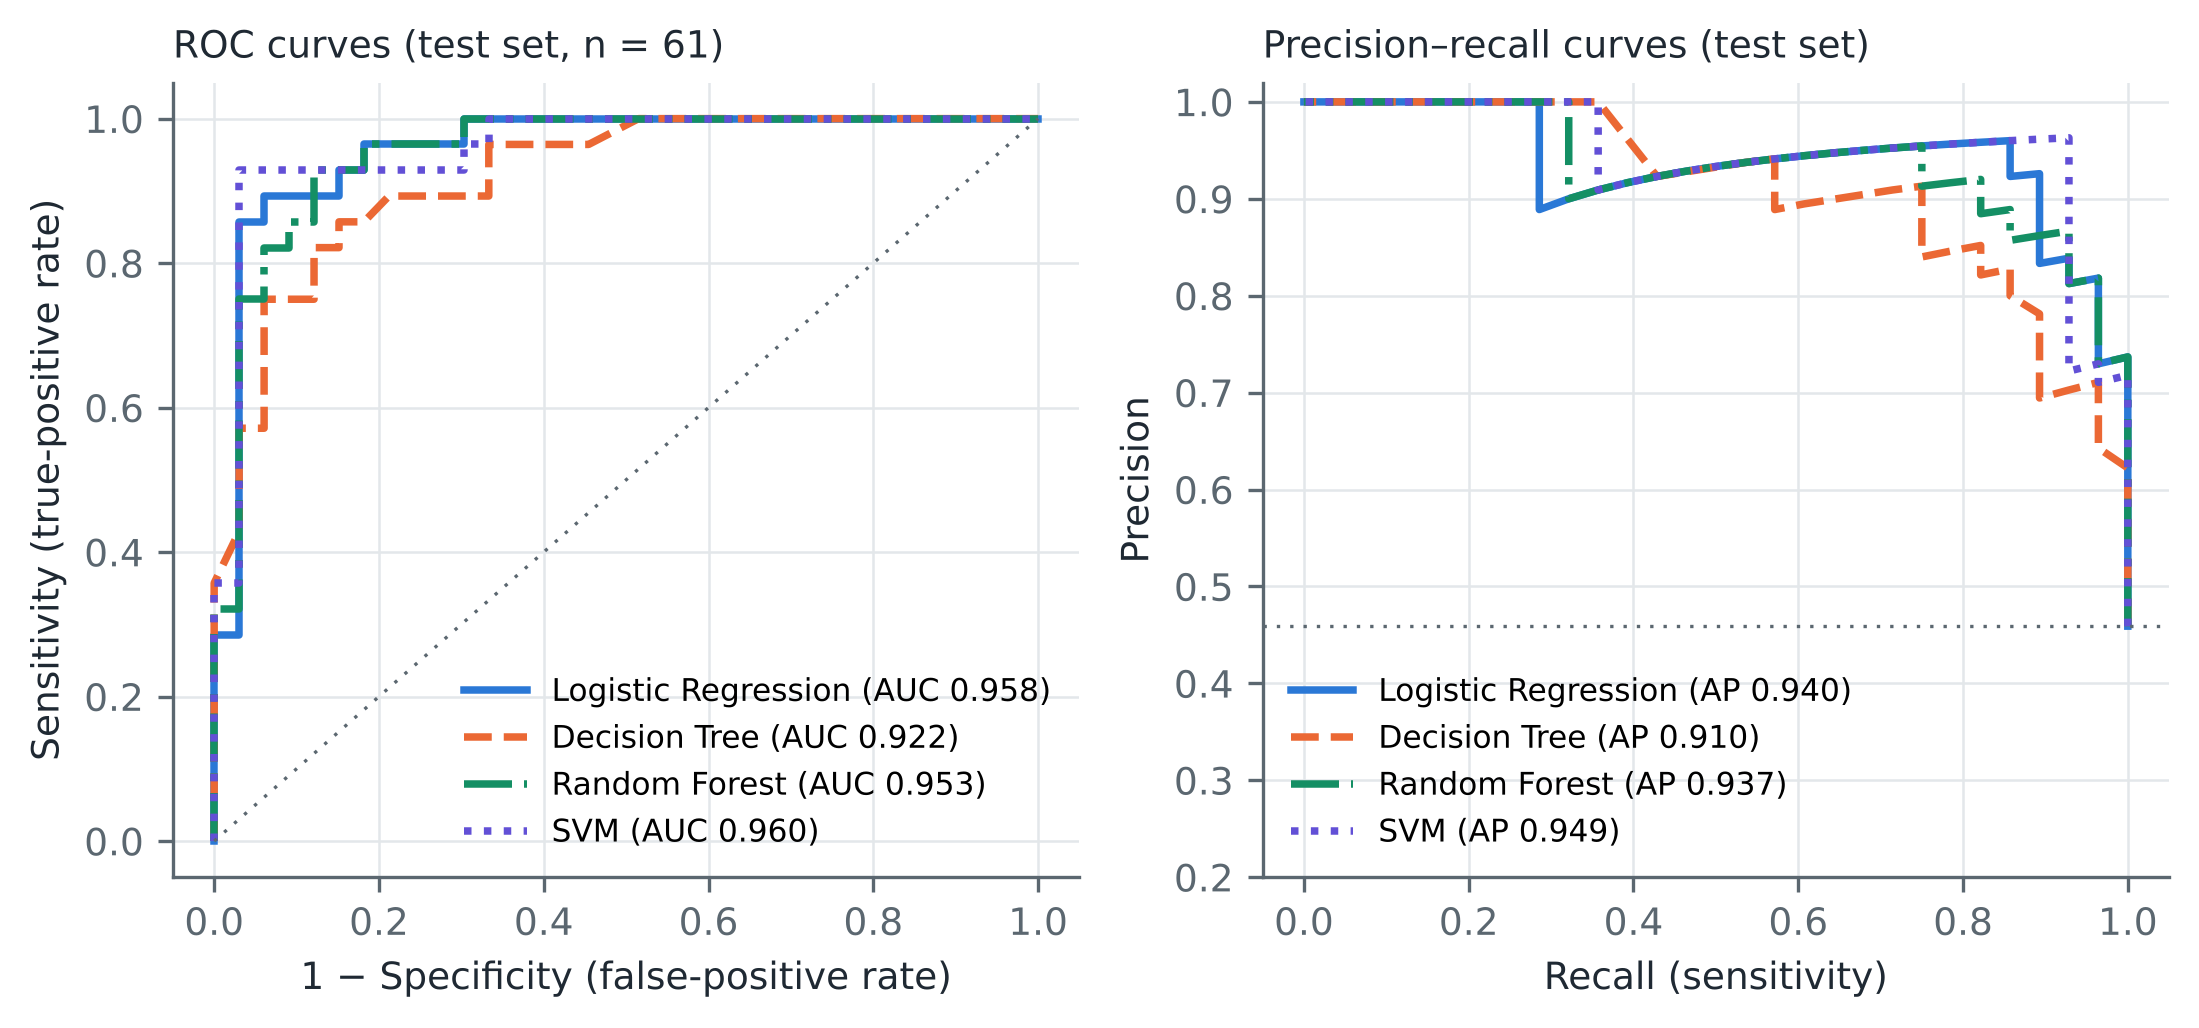 ROC curves (test set, n = 61)
Sensitivity (true-positive rate)
1.0
0.8
0.6
0.4
0.2
0.0
Logistic Regression (AUC 0.958)
Decision Tree (AUC 0.922)
Random Forest (AUC 0.953)
SVM (AUC 0.960)
0.0 0.2 0.4 0.6 0.8 1.0
1 − Specificity (false-positive rate)
Precision–recall curves (test set)
Precision
1.0
0.9
0.8
0.7
0.6
0.5
0.4
0.3
0.2
Logistic Regression (AP 0.940)
Decision Tree (AP 0.910)
Random Forest (AP 0.937)
SVM (AP 0.949)
0.0 0.2 0.4 0.6 0.8 1.0
Recall (sensitivity)